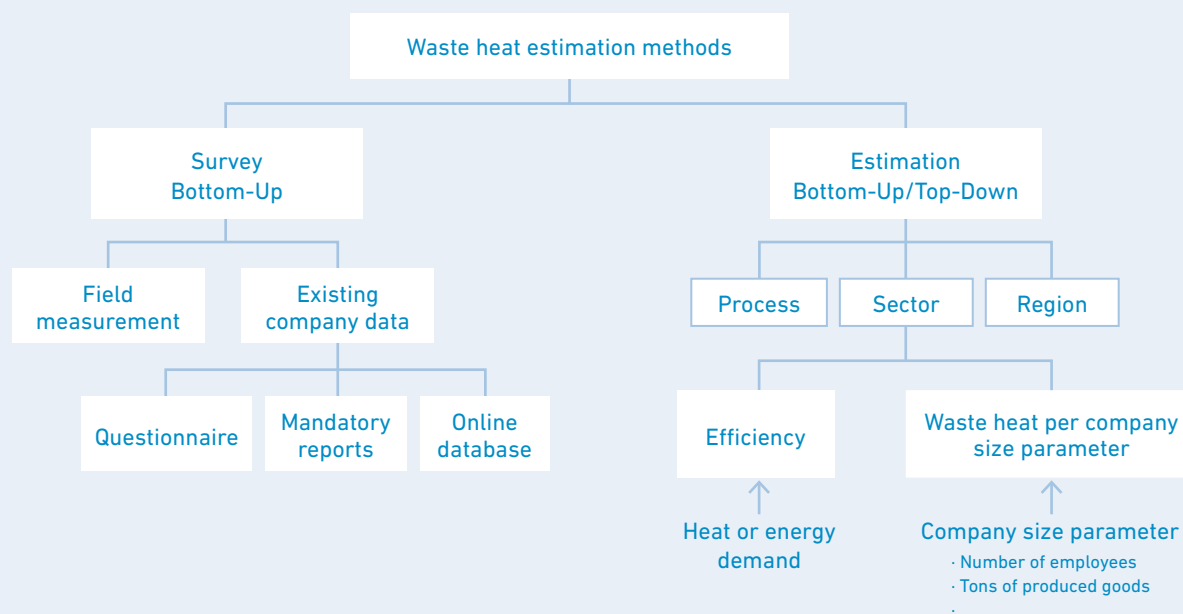 Waste heat estimation methods
Survey
Bottom-Up
Estimation
Bottom-Up/Top-Down
Field
measurement
Existing
company data
Process
Sector
Region
Questionnaire
Mandatory
reports
Online
database
Efficiency
Waste heat per company
size parameter
Heat or energy
demand
Company size parameter
· Number of employees
· Tons of produced goods
·